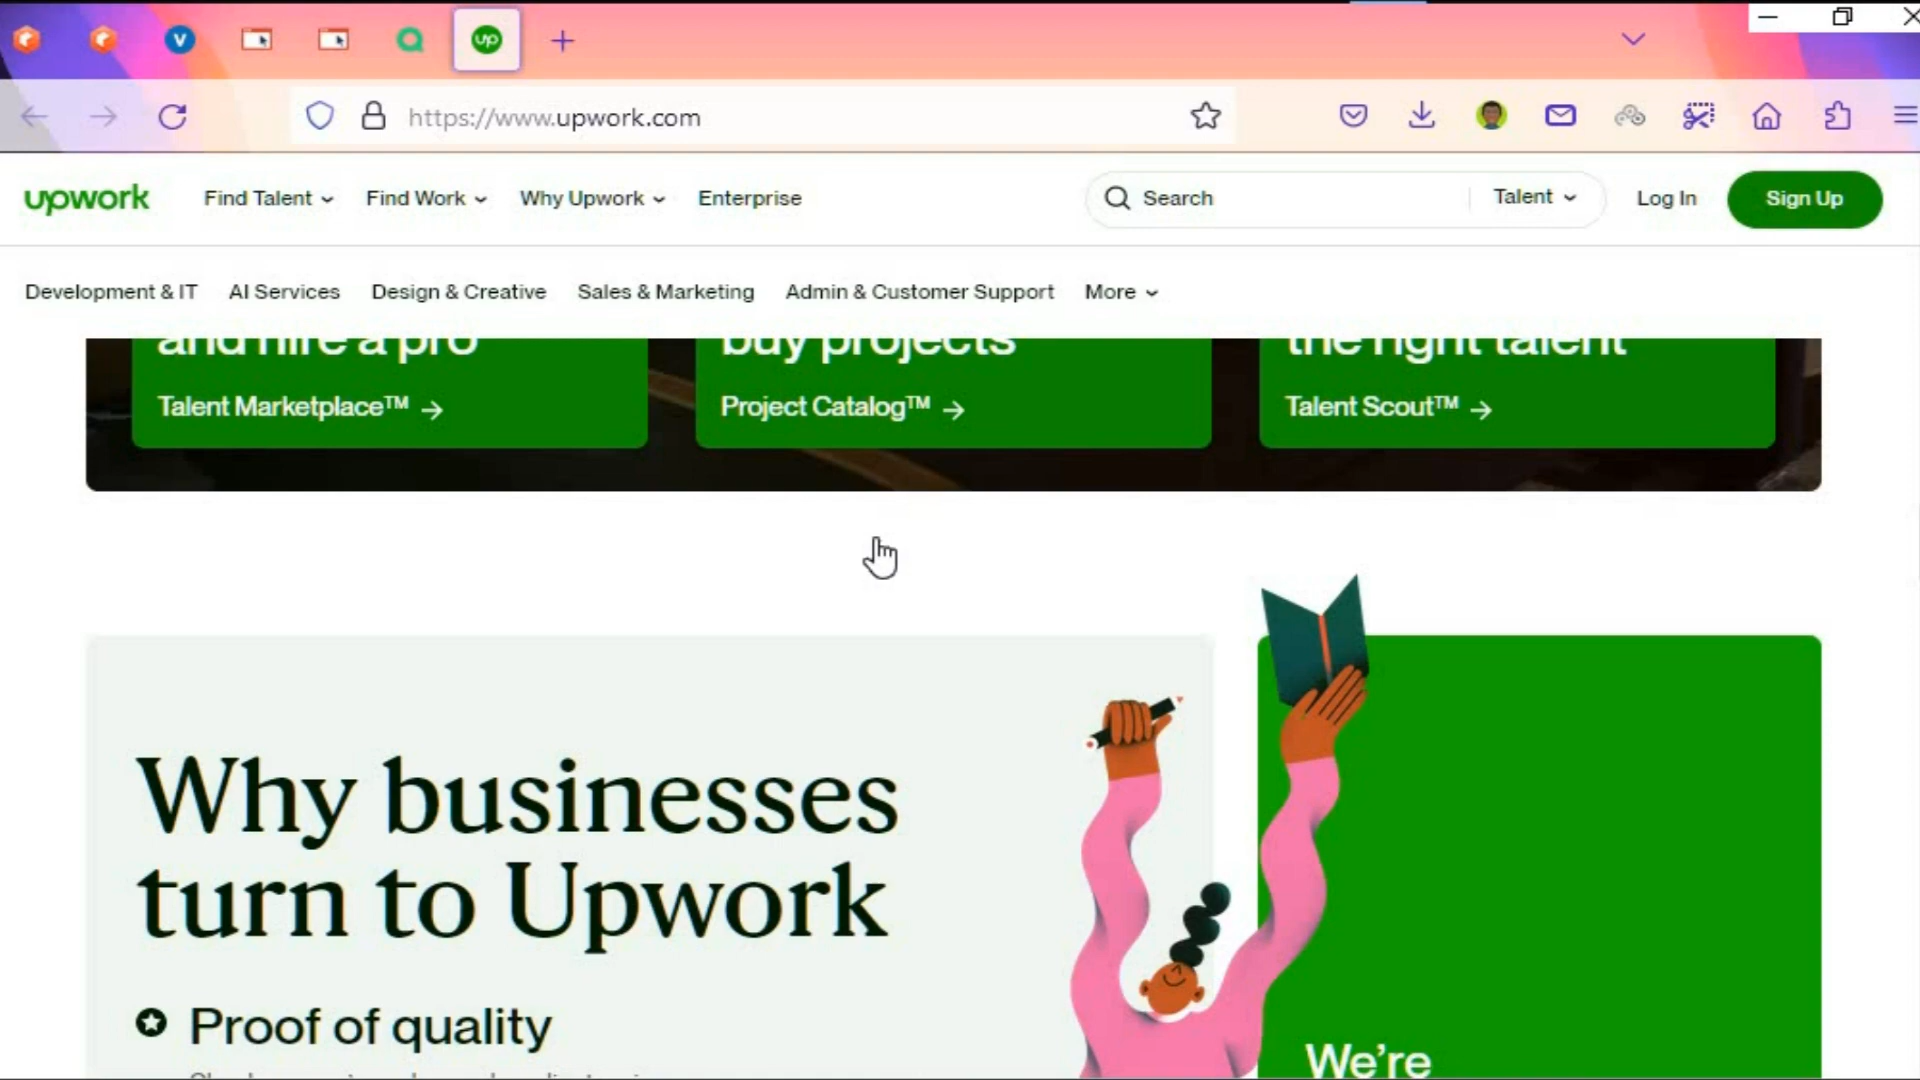 https://www.upwork.com
upwork
Find Talent
Find Work
Why Upwork
Enterprise
Search
Talent
Log In
Sign Up
Development & IT
AI Services
Design & Creative
Sales & Marketing
Admin & Customer Support
More
and hire a pro
buy projects
the right talent
Talent Marketplace™ →
Project Catalog™ →
Talent Scout™ →
Why businesses
turn to Upwork
Proof of quality
We're